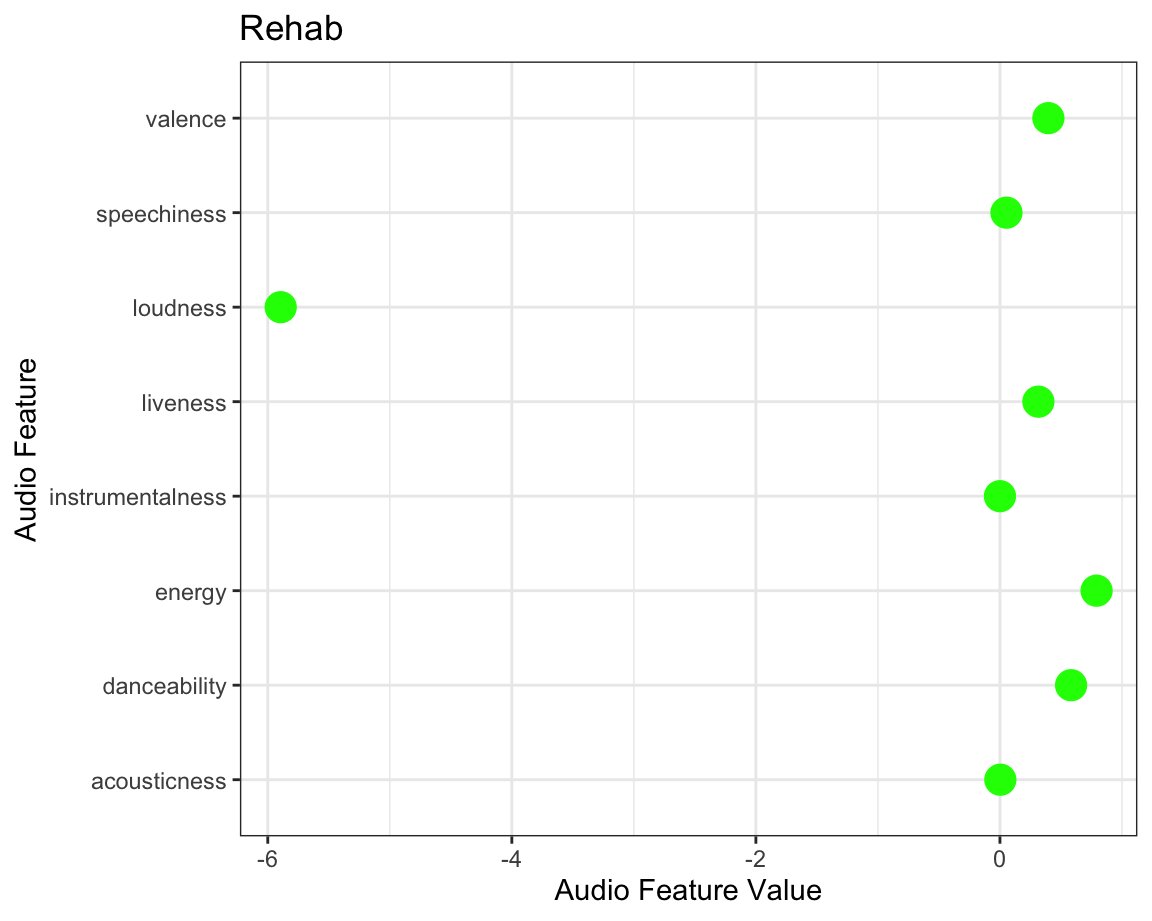 Rehab
Audio Feature
valence
speechiness
loudness
liveness
instrumentalness
energy
danceability
acousticness
-6 -4 -2 0
Audio Feature Value